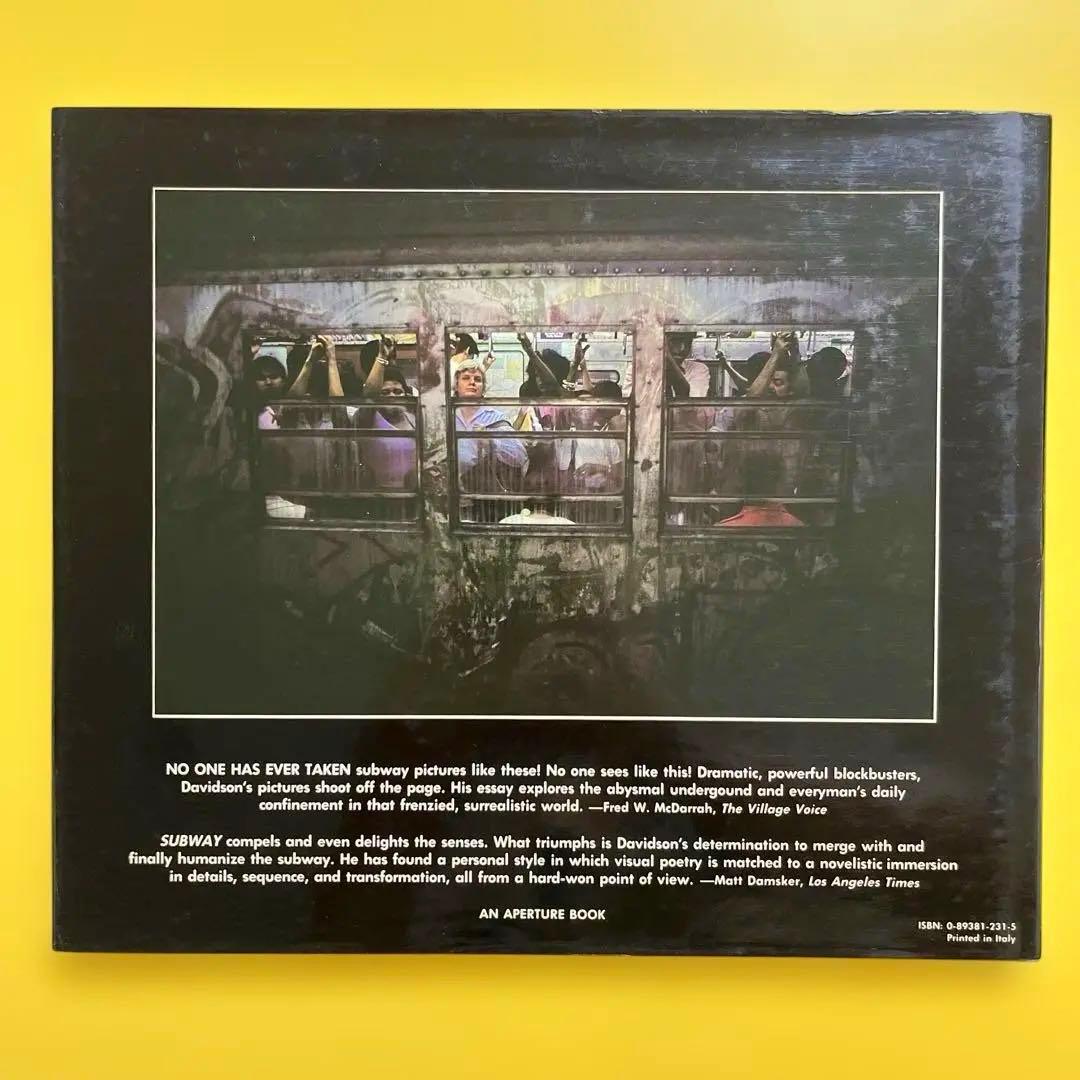 NO ONE HAS EVER TAKEN subway pictures like these! No one sees like this! Dramatic, powerful blockbusters,
Davidson's pictures shoot off the page. His essay explores the abysmal undergound and everyman's daily
confinement in that frenzied, surrealistic world. —Fred W. McDarrah, The Village Voice
SUBWAY compels and even delights the senses. What triumphs is Davidson's determination to merge with and
finally humanize the subway. He has found a personal style in which visual poetry is matched to a novelistic immersion
in details, sequence, and transformation, all from a hard-won point of view. —Matt Damsker, Los Angeles Times
AN APERTURE BOOK
ISBN: 0-89381-231-5
Printed in Italy